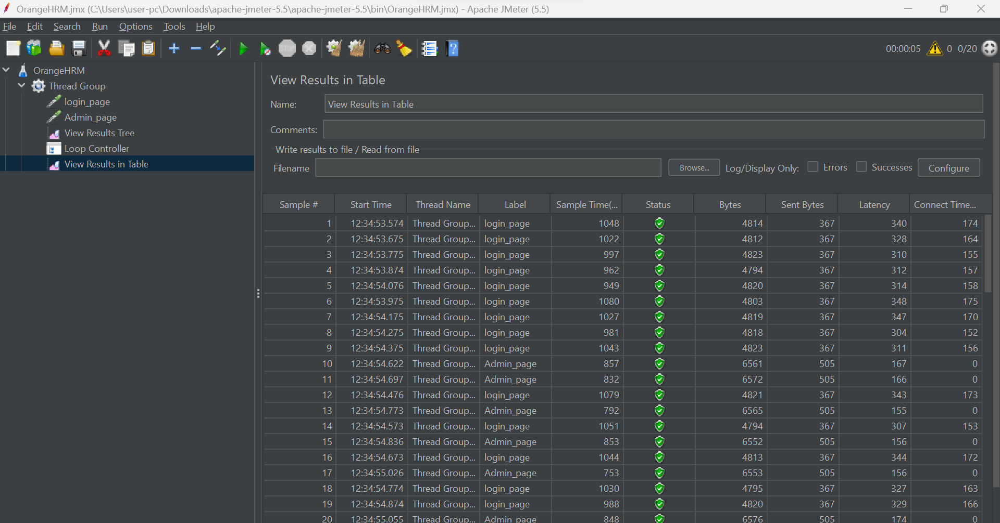 OrangeHRM.jmx (C:\Users\user-pc\Downloads\apache-jmeter-5.5\apache-jmeter-5.5\bin\OrangeHRM.jmx) - Apache JMeter (5.5)
File Edit Search Run Options Tools Help
STOP 00:00:05 0 0/20
OrangeHRM
Thread Group
login_page
Admin_page
View Results Tree
Loop Controller
View Results in Table
View Results in Table
Name: View Results in Table
Comments:
Write results to file / Read from file
Filename Browse... Log/Display Only: Errors Successes Configure
Sample # Start Time Thread Name Label Sample Time(... Status Bytes Sent Bytes Latency Connect Time...
1 12:34:53.574 Thread Group... login_page 1048 4814 367 340 174
2 12:34:53.675 Thread Group... login_page 1022 4812 367 328 164
3 12:34:53.775 Thread Group... login_page 997 4823 367 310 155
4 12:34:53.874 Thread Group... login_page 962 4794 367 312 157
5 12:34:54.076 Thread Group... login_page 949 4820 367 314 158
6 12:34:53.975 Thread Group... login_page 1080 4803 367 348 175
7 12:34:54.175 Thread Group... login_page 1027 4819 367 347 170
8 12:34:54.275 Thread Group... login_page 981 4818 367 304 152
9 12:34:54.375 Thread Group... login_page 1043 4823 367 311 156
10 12:34:54.622 Thread Group... Admin_page 857 6561 505 167 0
11 12:34:54.697 Thread Group... Admin_page 832 6572 505 166 0
12 12:34:54.476 Thread Group... login_page 1079 4821 367 343 173
13 12:34:54.773 Thread Group... Admin_page 792 6565 505 155 0
14 12:34:54.573 Thread Group... login_page 1051 4794 367 307 153
15 12:34:54.836 Thread Group... Admin_page 853 6552 505 156 0
16 12:34:54.673 Thread Group... login_page 1044 4813 367 344 172
17 12:34:55.026 Thread Group... Admin_page 753 6553 505 156 0
18 12:34:54.774 Thread Group... login_page 1030 4795 367 327 163
19 12:34:54.874 Thread Group... login_page 988 4820 367 329 166
20 12:34:55.055 Thread Group... Admin_page 848 6576 505 174 0